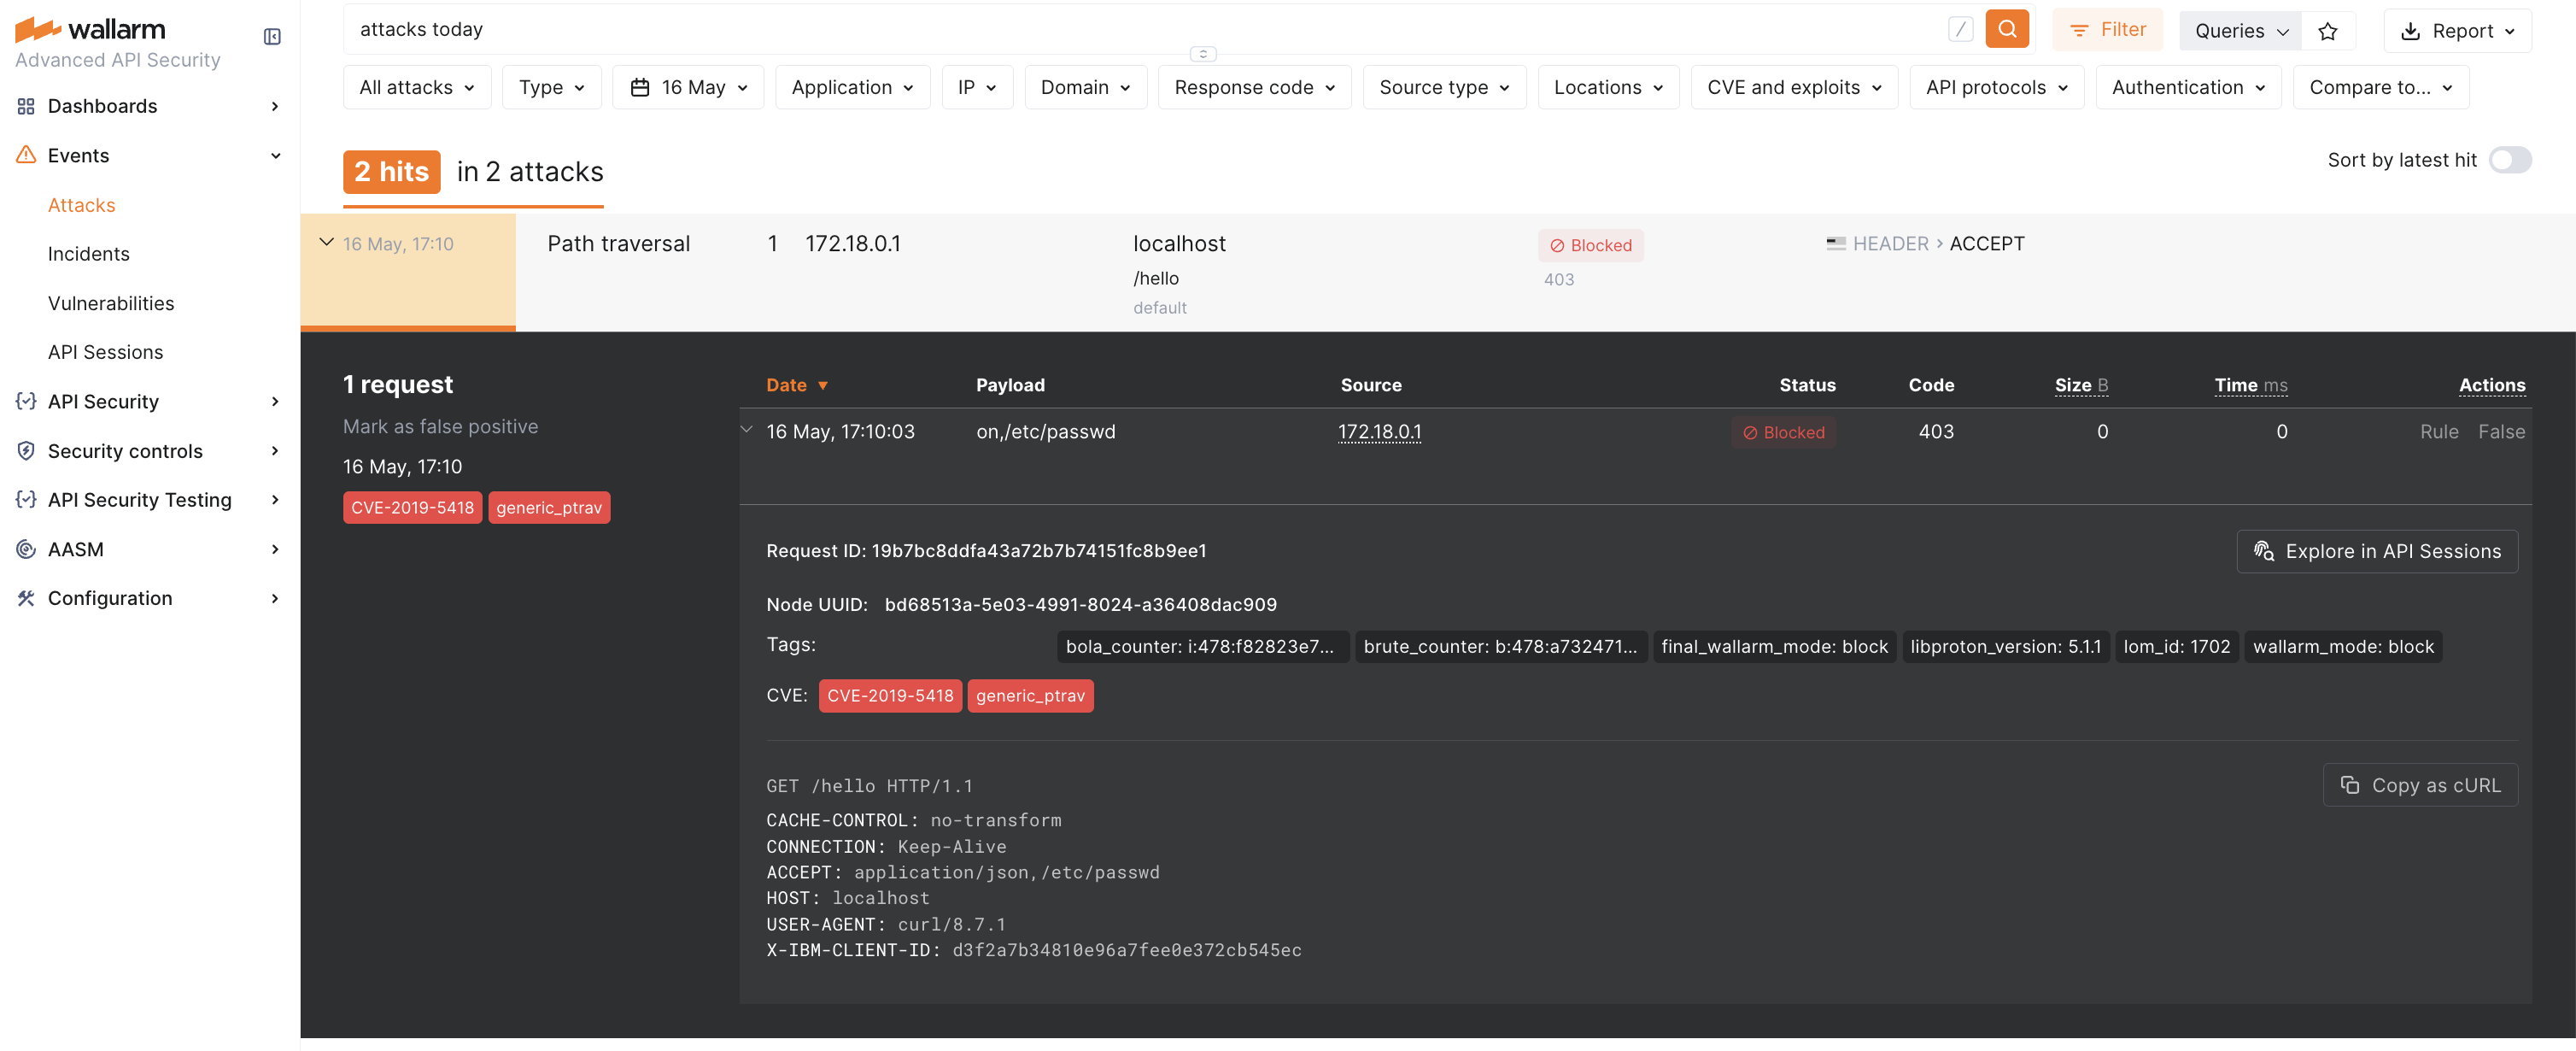 wallarm
Advanced API Security
Dashboards
Events
Attacks
Incidents
Vulnerabilities
API Sessions
API Security
Security controls
API Security Testing
AASM
Configuration
attacks today / Filter Queries Report
All attacks Type 16 May Application IP Domain Response code Source type Locations CVE and exploits API protocols Authentication Compare to...
2 hits in 2 attacks Sort by latest hit
16 May, 17:10 Path traversal 1 172.18.0.1 localhost Blocked HEADER > ACCEPT
/hello 403
default
1 request
Mark as false positive
16 May, 17:10
CVE-2019-5418 generic_ptrav
Date Payload Source Status Code Size B Time ms Actions
16 May, 17:10:03 on,/etc/passwd 172.18.0.1 Blocked 403 0 0 Rule False
Request ID: 19b7bc8ddfa43a72b7b74151fc8b9ee1 Explore in API Sessions
Node UUID: bd68513a-5e03-4991-8024-a36408dac909
Tags: bola_counter: i:478:f82823e7... brute_counter: b:478:a732471... final_wallarm_mode: block libproton_version: 5.1.1 lom_id: 1702 wallarm_mode: block
CVE: CVE-2019-5418 generic_ptrav
GET /hello HTTP/1.1 Copy as cURL
CACHE-CONTROL: no-transform
CONNECTION: Keep-Alive
ACCEPT: application/json,/etc/passwd
HOST: localhost
USER-AGENT: curl/8.7.1
X-IBM-CLIENT-ID: d3f2a7b34810e96a7fee0e372cb545ec